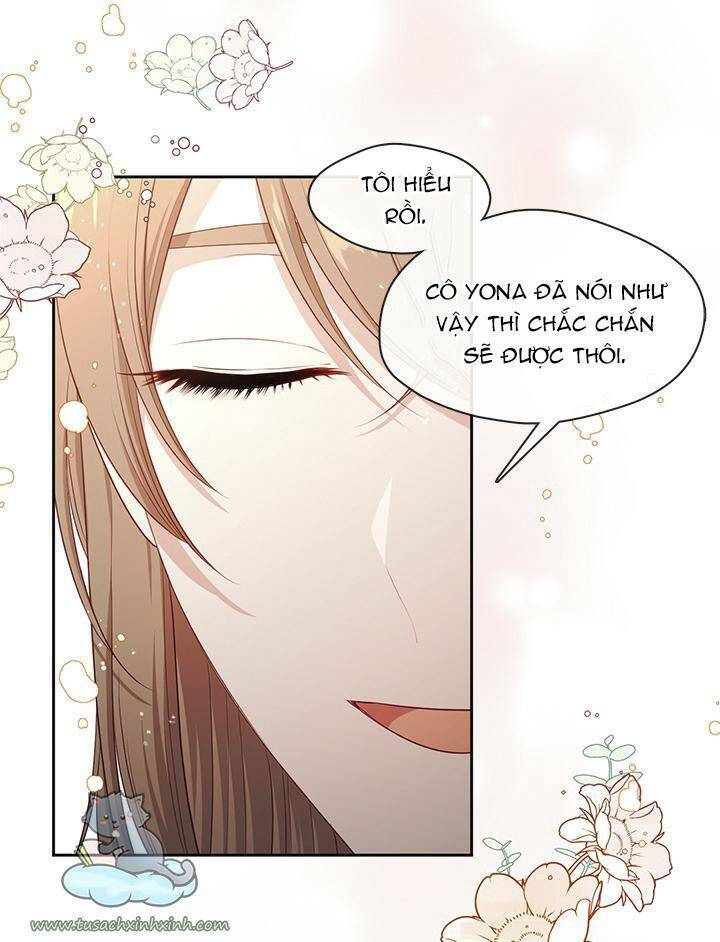 TÔI HIỂU
RỒI.
CÔ YONA ĐÃ NÓI NHƯ
VẬY THÌ CHẮC CHẮN
SẼ ĐƯỢC THÔI.
www.tusachxinhxinh.com